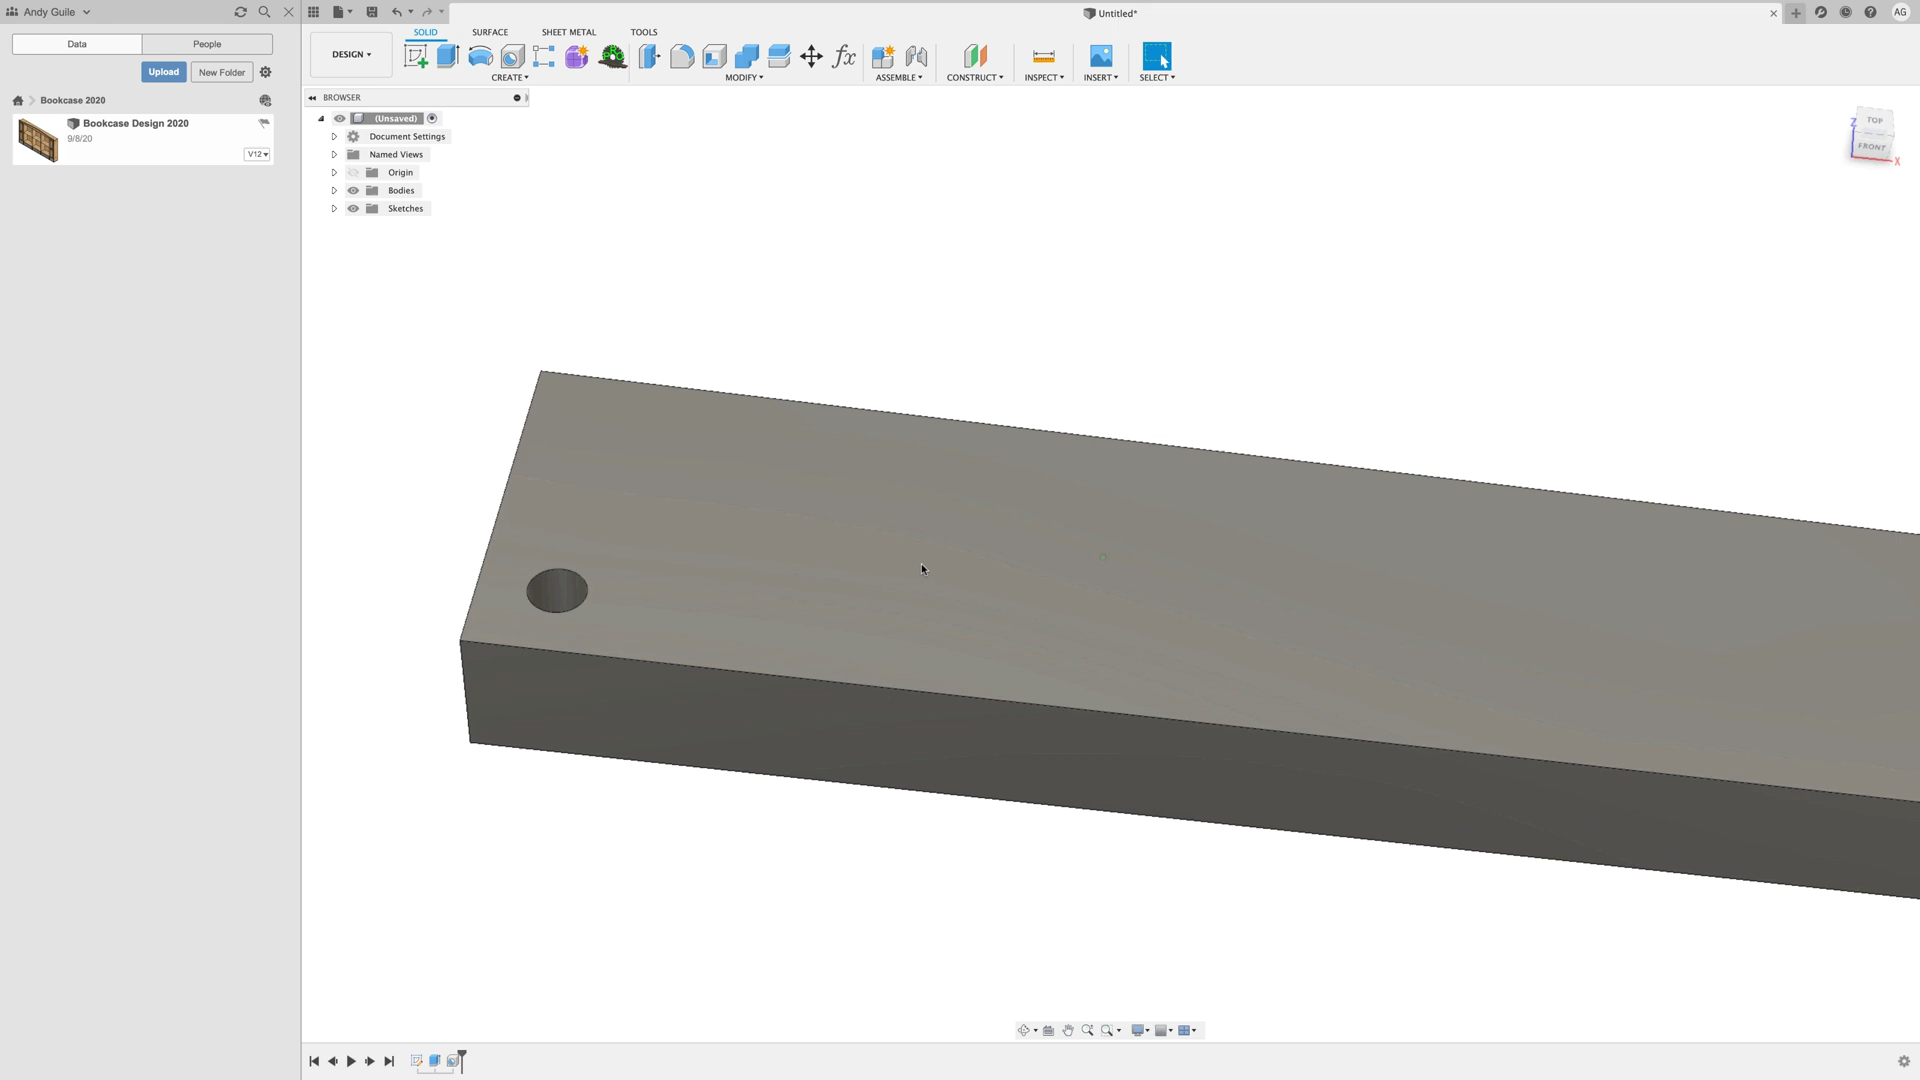 Andy Guile
Untitled*
AG
Data
People
SOLID
SURFACE
SHEET METAL
TOOLS
DESIGN
Upload
New Folder
CREATE
MODIFY
ASSEMBLE
CONSTRUCT
INSPECT
INSERT
SELECT
fx
Bookcase 2020
BROWSER
Bookcase Design 2020
9/8/20
V12
(Unsaved)
Document Settings
Named Views
Origin
Bodies
Sketches
TOP
FRONT
Z
X